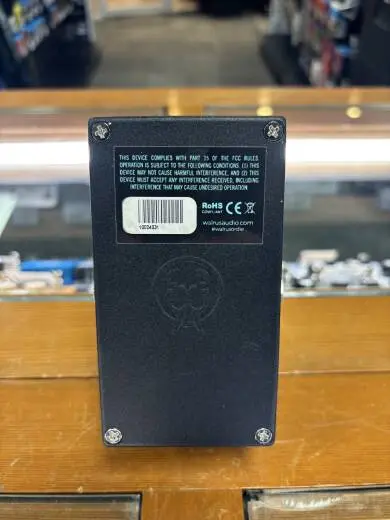 THIS DEVICE COMPLIES WITH PART 15 OF THE FCC RULES
OPERATION IS SUBJECT TO THE FOLLOWING CONDITIONS. (1) THIS
DEVICE MAY NOT CAUSE HARMFUL INTERFERENCE, AND (2) THIS
DEVICE MUST ACCEPT ANY INTERFERENCE RECEIVED, INCLUDING
INTERFERENCE THAT MAY CAUSE UNDESIRED OPERATION
RoHS CE
COMPLIANT
walrusaudio.com
#walrusordie